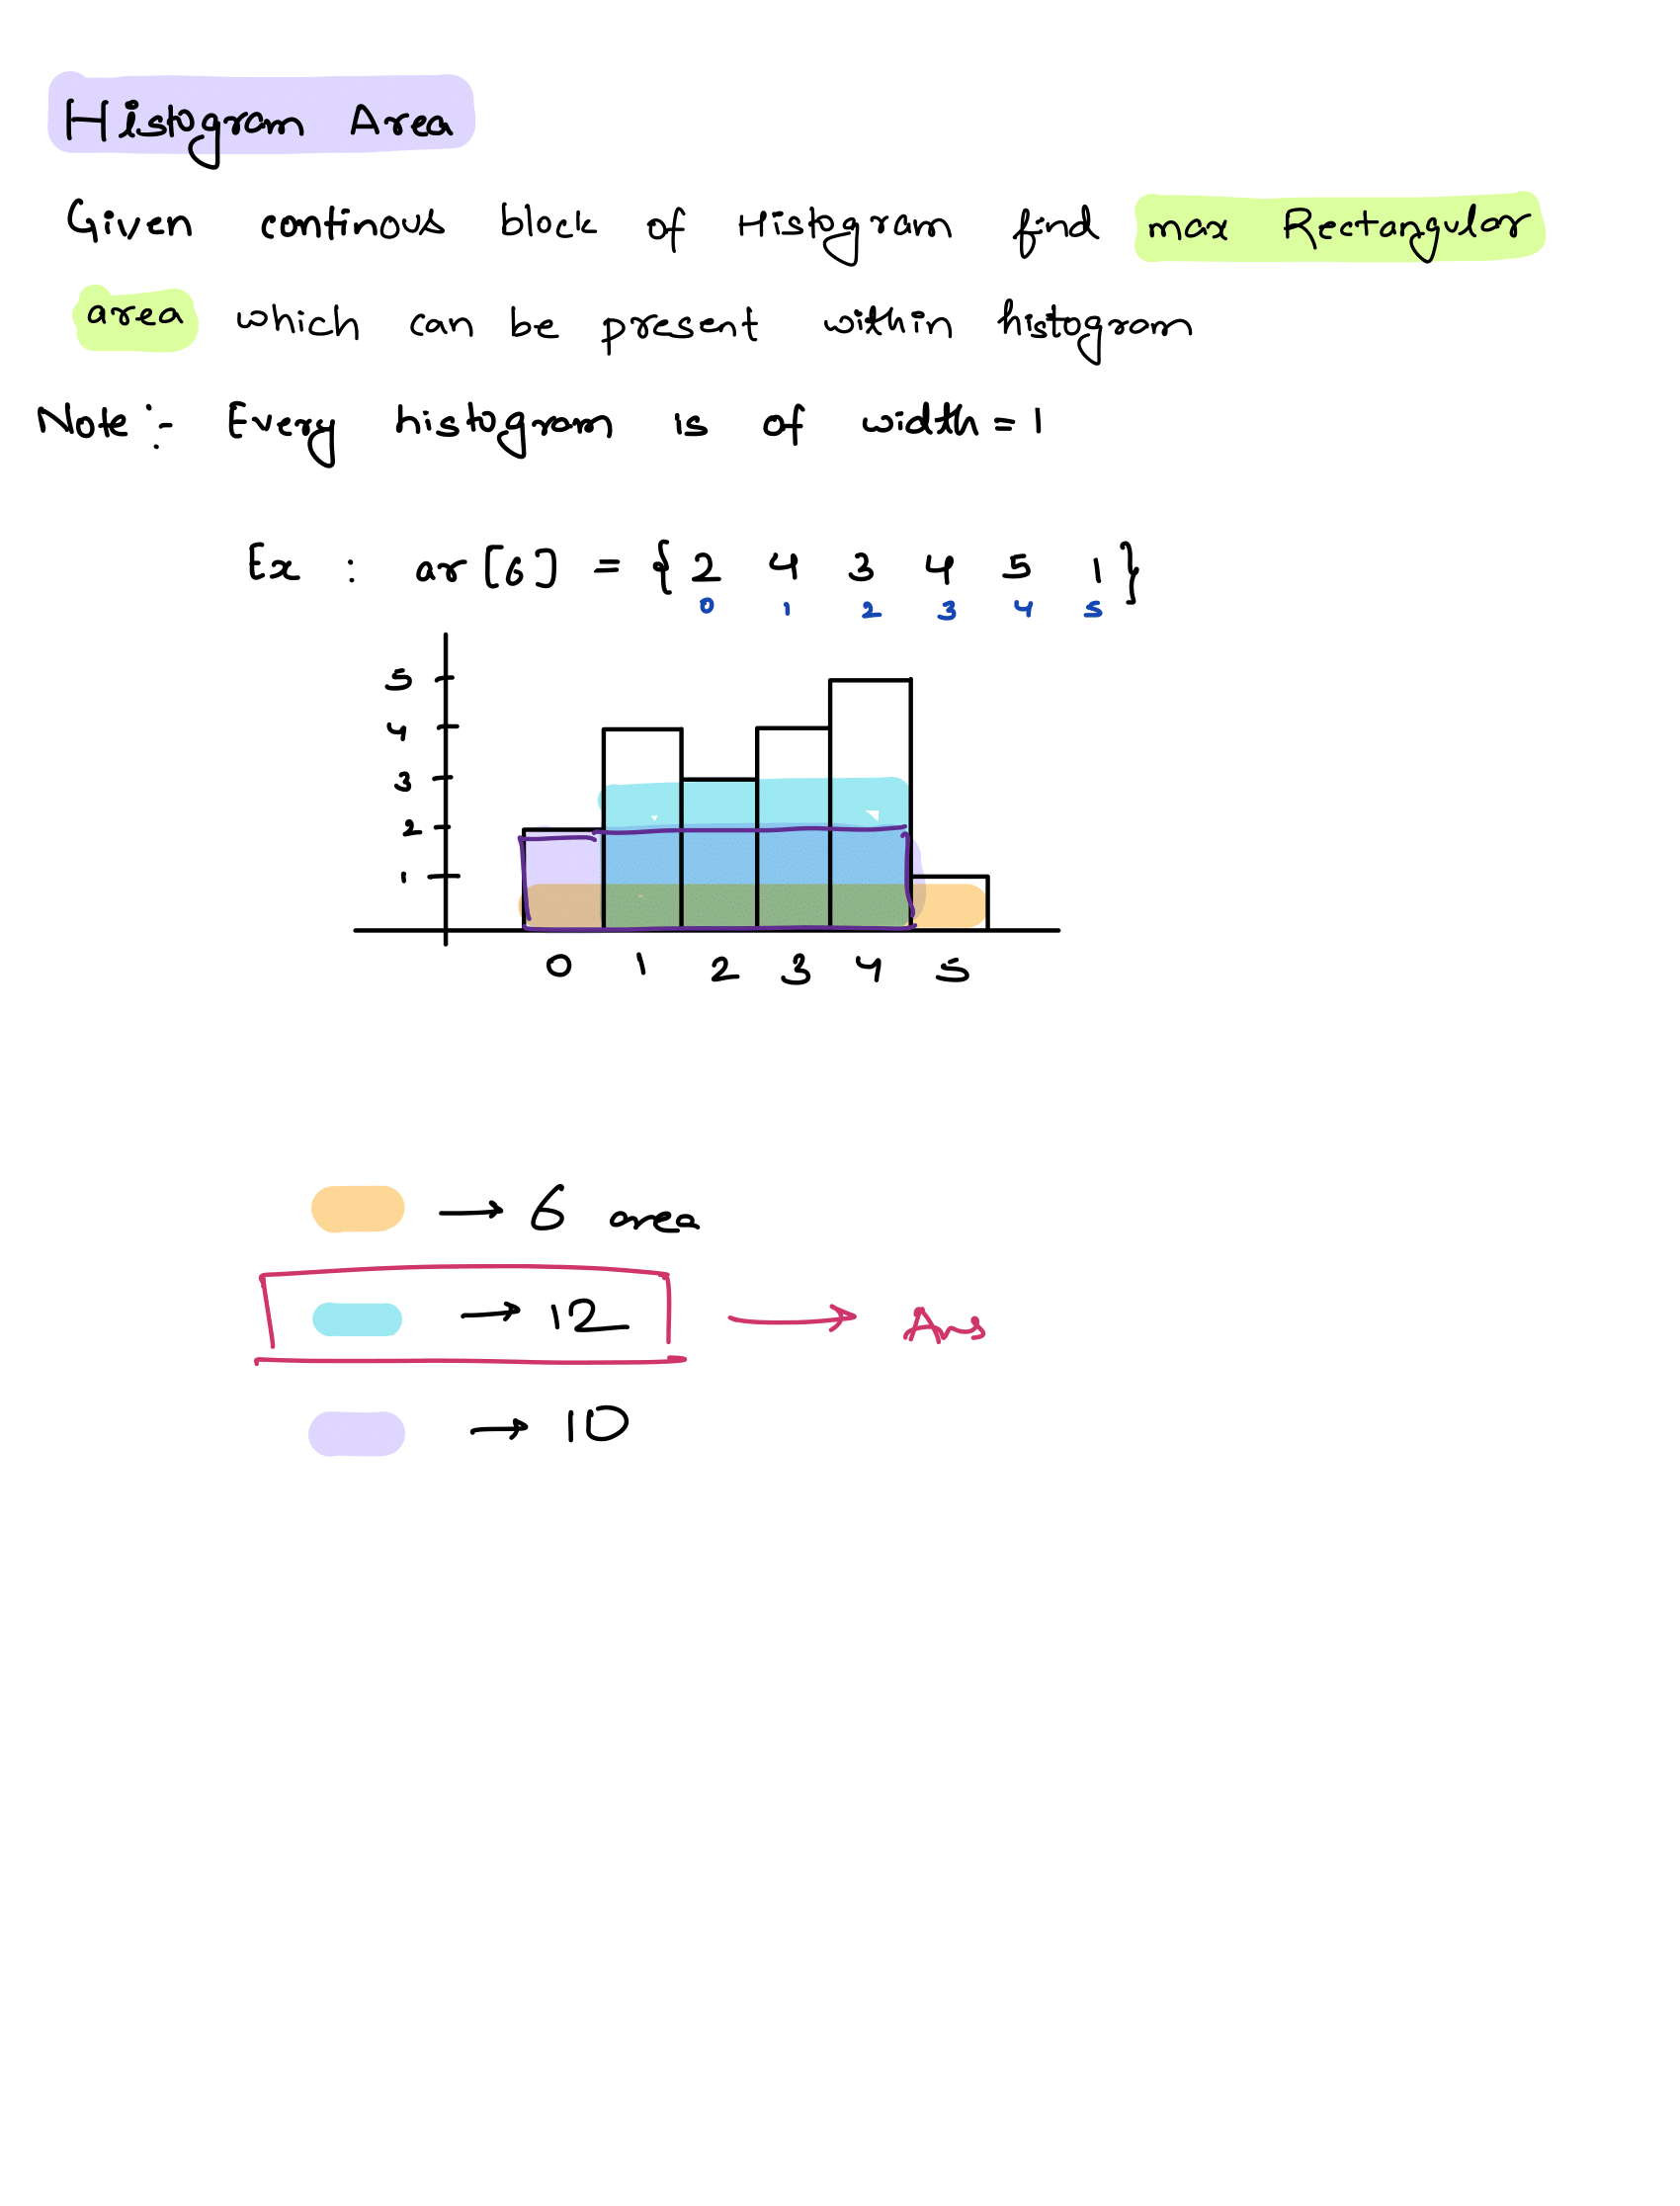 Histogram Area
Given continous block of Histogram find max Rectangular
area which can be present within histogram
Note :- Every histogram is of width = 1
Ex : ar[6] = { 2 4 3 4 5 1 }
0 1 2 3 4 5
5
4
3
2
1
0 1 2 3 4 5
→ 6 area
→ 12 → Ans
→ 10